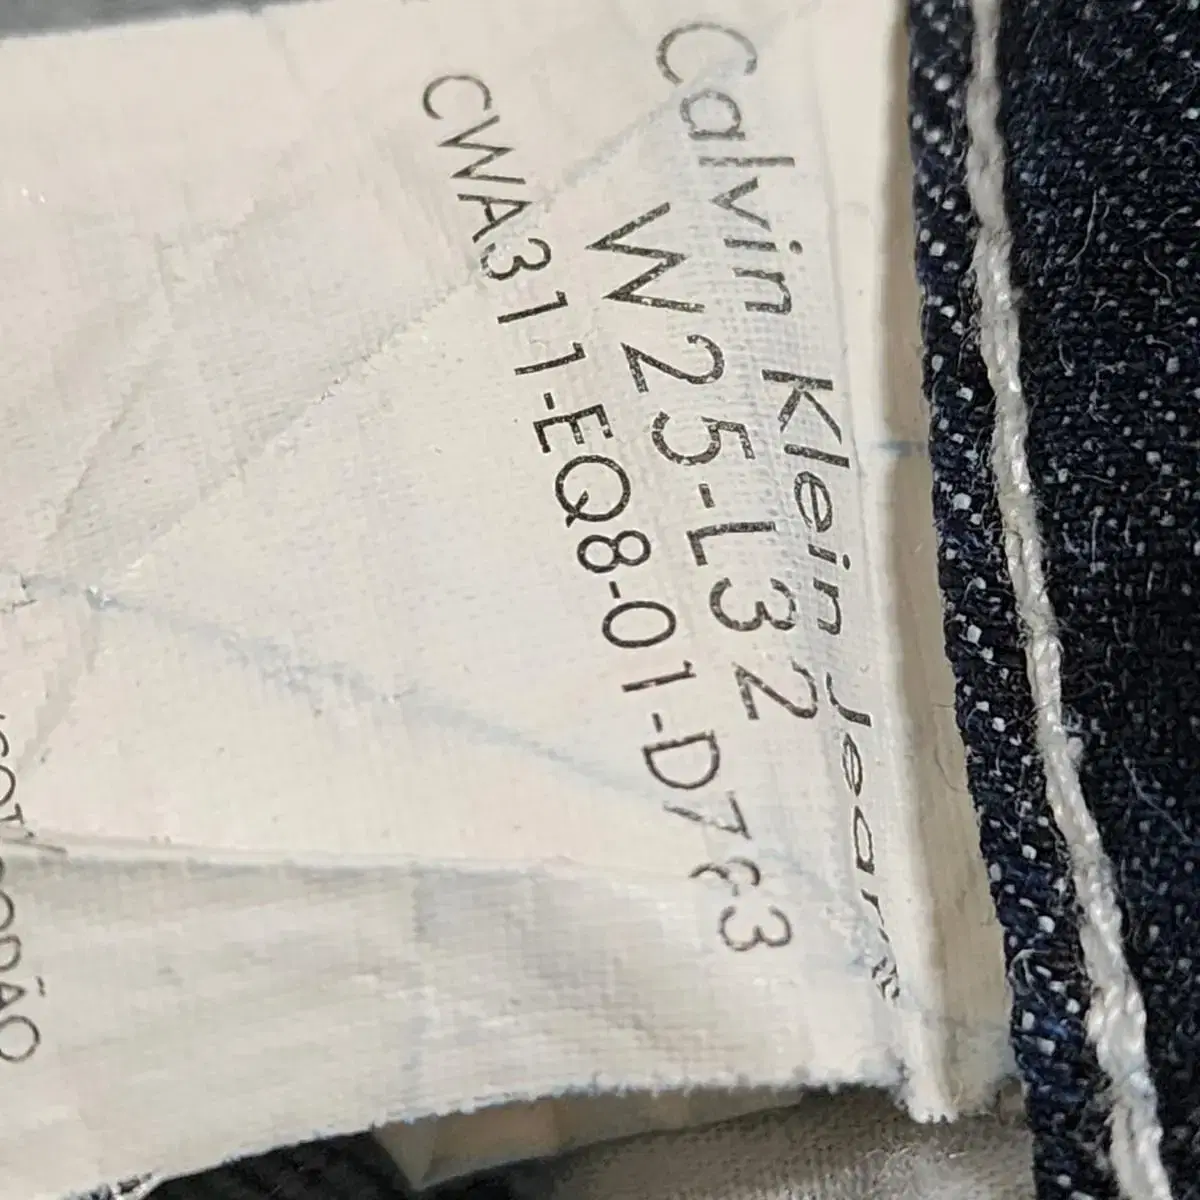 Calvin Klein Jeans
W25-L32
CWA311-EQ8-01-D763